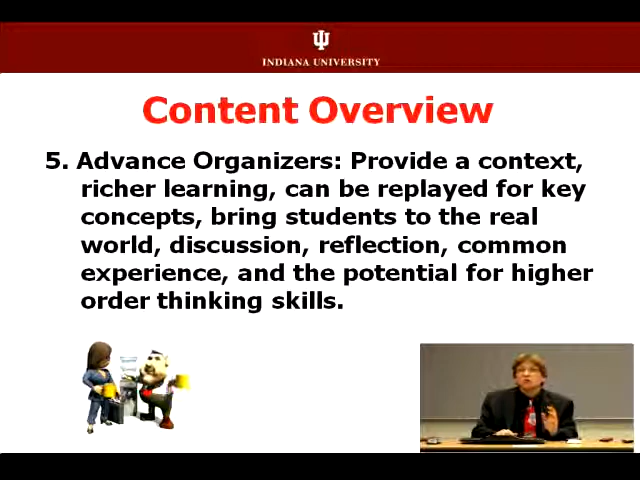 INDIANA UNIVERSITY
Content Overview
5. Advance Organizers: Provide a context,
richer learning, can be replayed for key
concepts, bring students to the real
world, discussion, reflection, common
experience, and the potential for higher
order thinking skills.